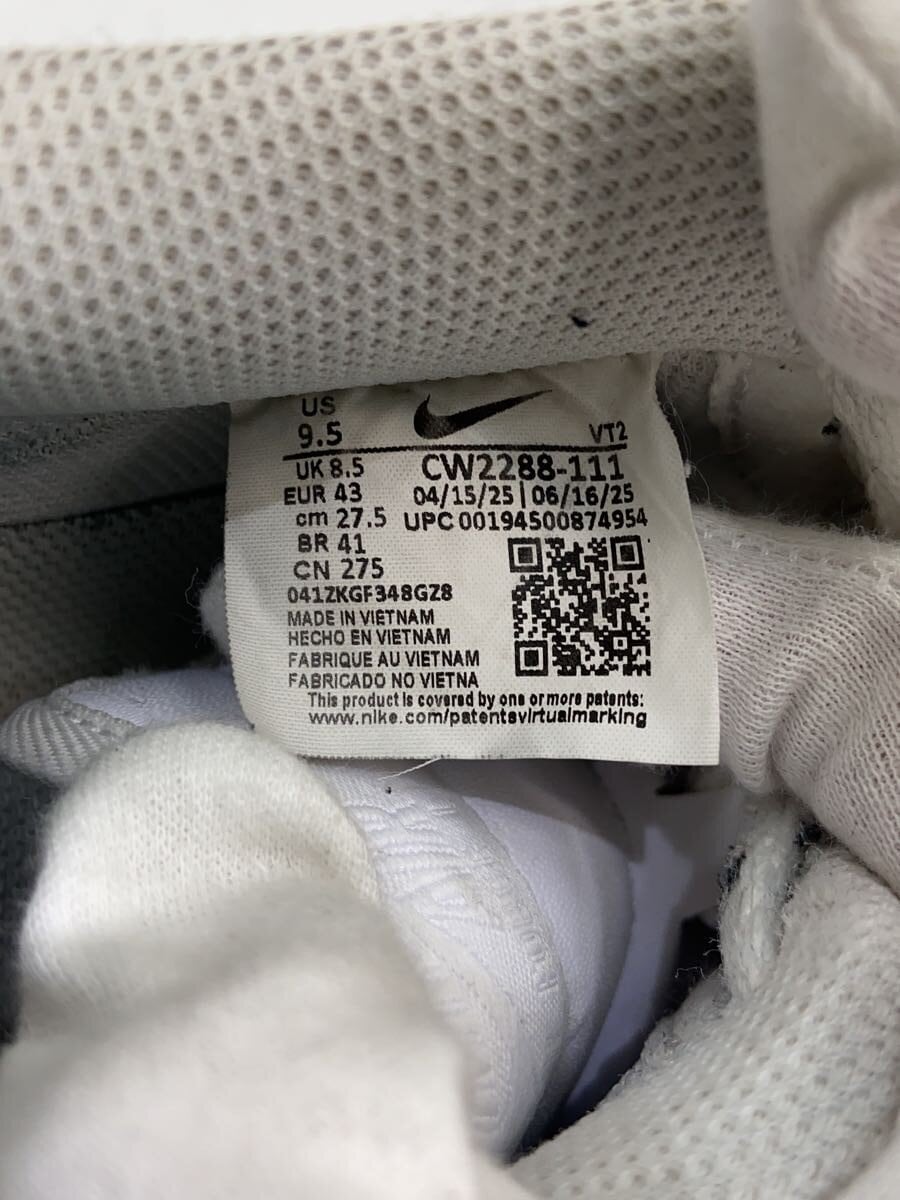 US
9.5
VT2
UK 8.5
CW2288-111
EUR 43
04/15/25 | 06/16/25
cm 27.5
UPC 00194500874954
BR 41
CN 275
041ZKGF348GZ8
MADE IN VIETNAM
HECHO EN VIETNAM
FABRIQUE AU VIETNAM
FABRICADO NO VIETNA
This product is covered by one or more patents:
www.nike.com/patentsvirtualmarking